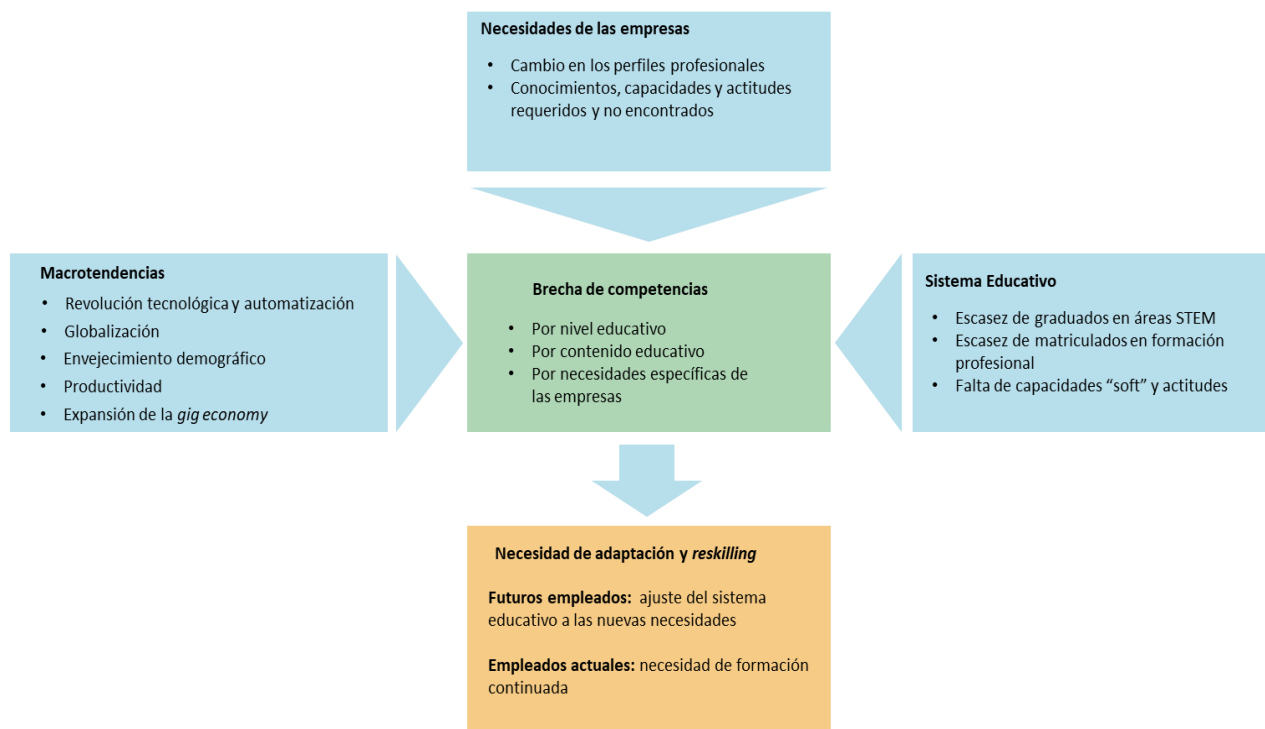 Necesidades de las empresas
• Cambio en los perfiles profesionales
• Conocimientos, capacidades y actitudes
requeridos y no encontrados
Macrotendencias
• Revolución tecnológica y automatización
• Globalización
• Envejecimiento demográfico
• Productividad
• Expansión de la gig economy
Brecha de competencias
• Por nivel educativo
• Por contenido educativo
• Por necesidades específicas de
las empresas
Sistema Educativo
• Escasez de graduados en áreas STEM
• Escasez de matriculados en formación
profesional
• Falta de capacidades “soft” y actitudes
Necesidad de adaptación y reskilling
Futuros empleados: ajuste del sistema
educativo a las nuevas necesidades
Empleados actuales: necesidad de formación
continuada